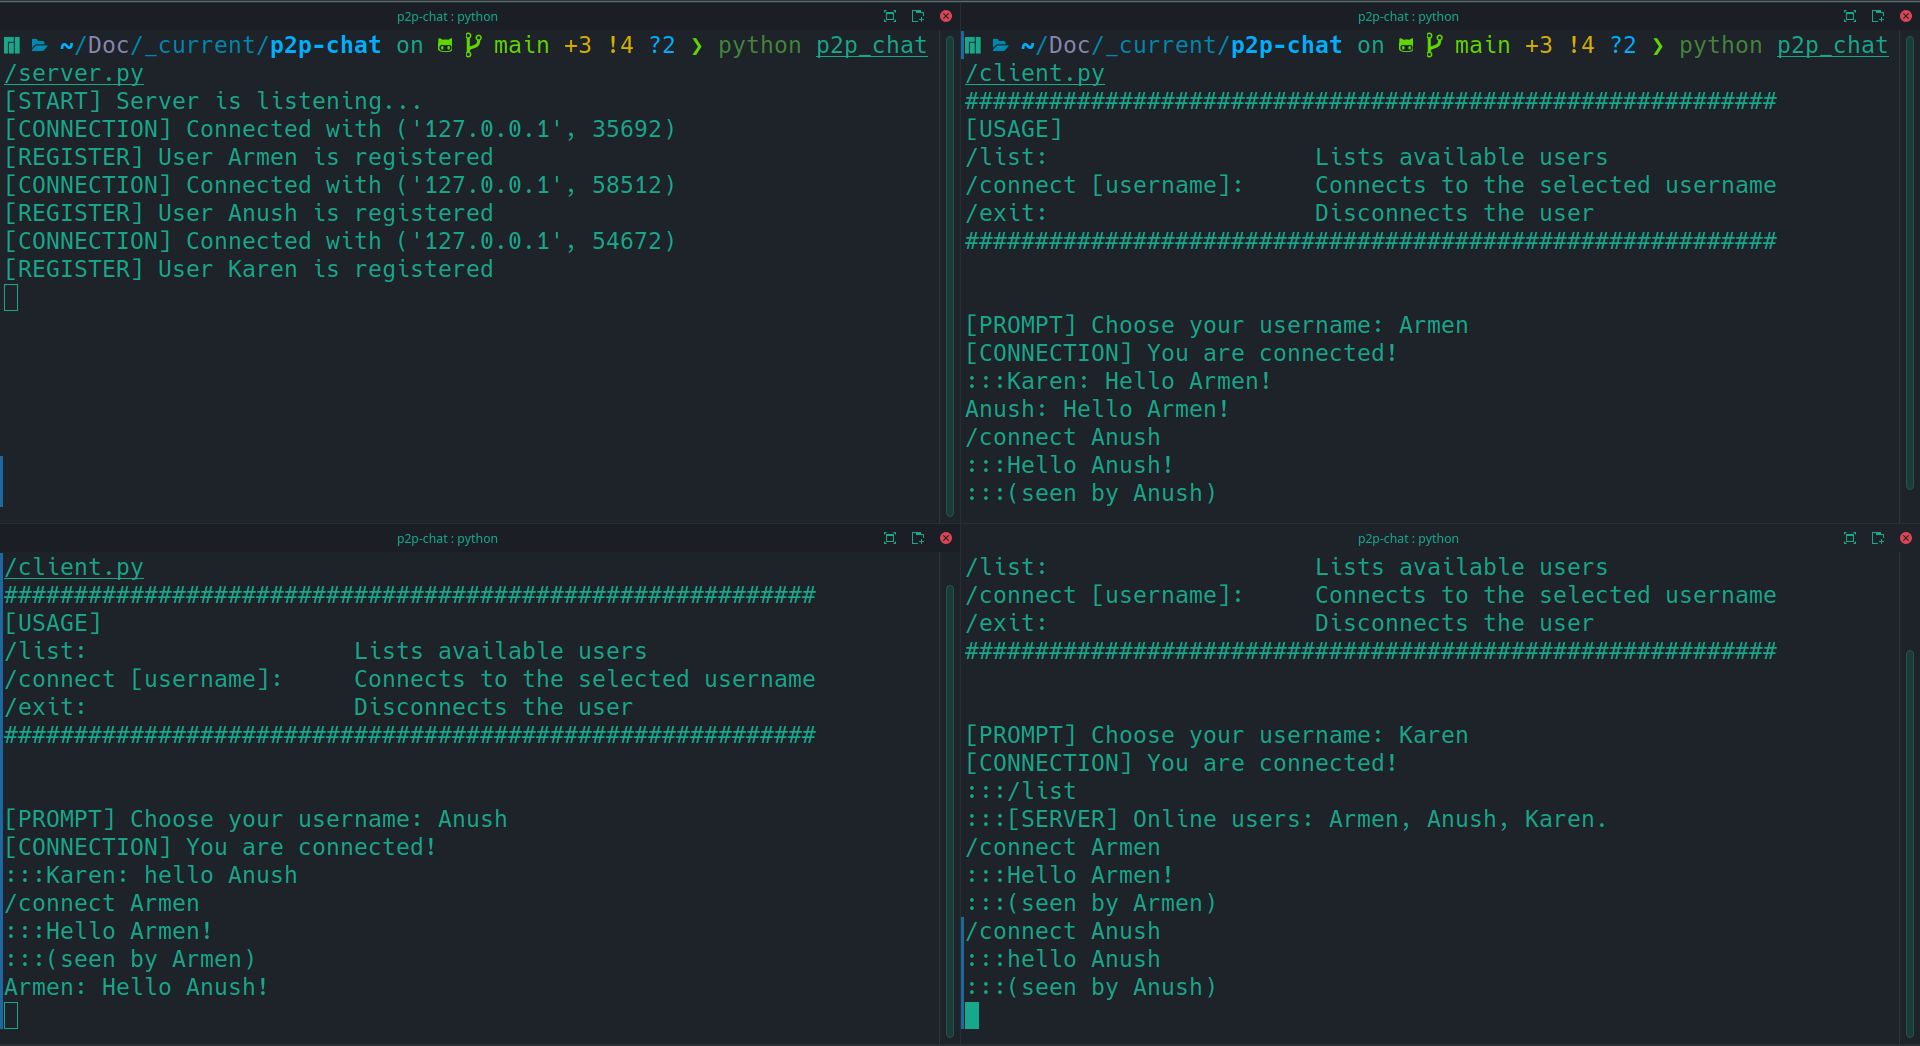 p2p-chat : python
~/Doc/_current/p2p-chat on main +3 !4 ?2 ❯ python p2p_chat
/server.py
[START] Server is listening...
[CONNECTION] Connected with ('127.0.0.1', 35692)
[REGISTER] User Armen is registered
[CONNECTION] Connected with ('127.0.0.1', 58512)
[REGISTER] User Anush is registered
[CONNECTION] Connected with ('127.0.0.1', 54672)
[REGISTER] User Karen is registered
p2p-chat : python
~/Doc/_current/p2p-chat on main +3 !4 ?2 ❯ python p2p_chat
/client.py
##########################################################
[USAGE]
/list:                   Lists available users
/connect [username]:     Connects to the selected username
/exit:                   Disconnects the user
##########################################################
[PROMPT] Choose your username: Armen
[CONNECTION] You are connected!
:::Karen: Hello Armen!
Anush: Hello Armen!
/connect Anush
:::Hello Anush!
:::(seen by Anush)
p2p-chat : python
/client.py
##########################################################
[USAGE]
/list:                   Lists available users
/connect [username]:     Connects to the selected username
/exit:                   Disconnects the user
##########################################################
[PROMPT] Choose your username: Anush
[CONNECTION] You are connected!
:::Karen: hello Anush
/connect Armen
:::Hello Armen!
:::(seen by Armen)
Armen: Hello Anush!
p2p-chat : python
/list:                   Lists available users
/connect [username]:     Connects to the selected username
/exit:                   Disconnects the user
##########################################################
[PROMPT] Choose your username: Karen
[CONNECTION] You are connected!
:::/list
:::[SERVER] Online users: Armen, Anush, Karen.
/connect Armen
:::Hello Armen!
:::(seen by Armen)
/connect Anush
:::hello Anush
:::(seen by Anush)